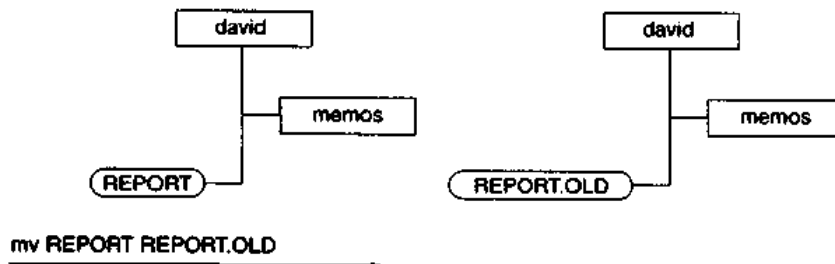 david
david
memos
memos
REPORT
REPORT.OLD
mv REPORT REPORT.OLD